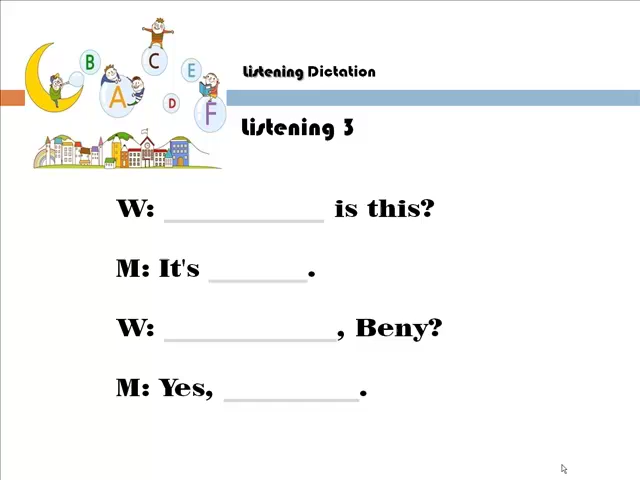 B
C
E
A
D
F
Listening Dictation
Listening 3
W: ____________ is this?
M: It's _______.
W: _____________, Beny?
M: Yes, __________.